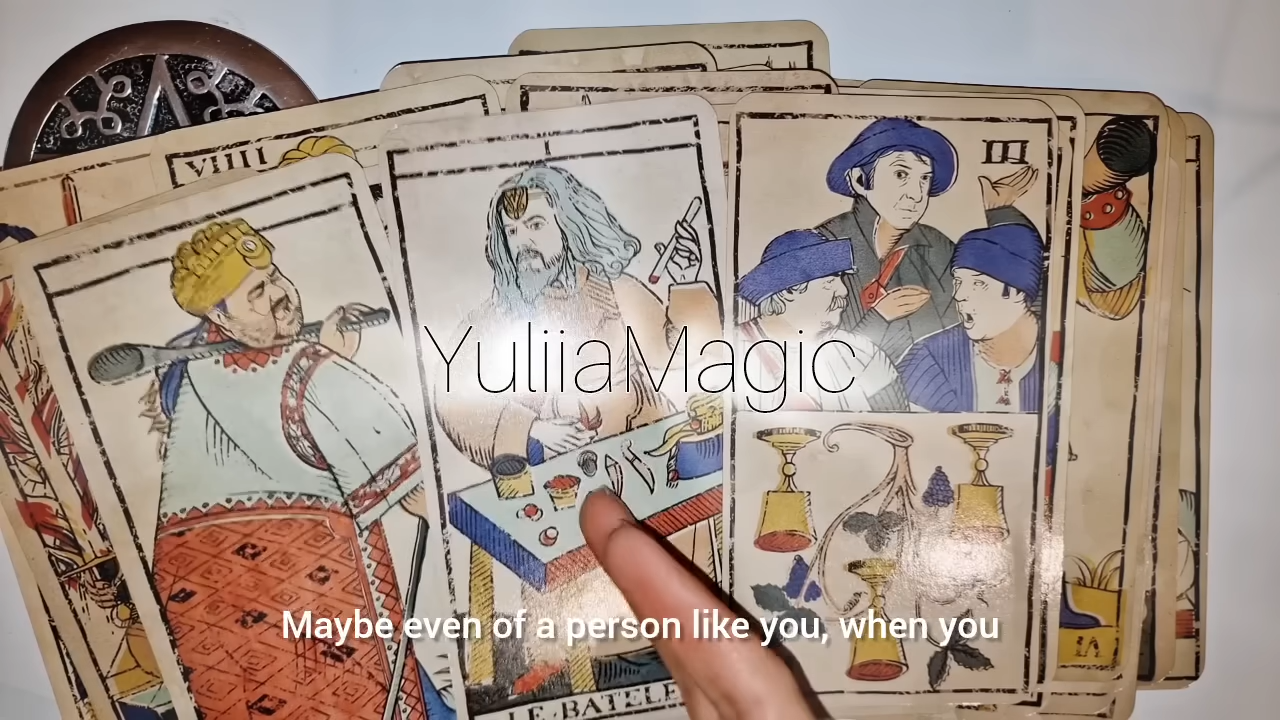 VIIII
I
III
YuliiaMagic
Maybe even of a person like you, when you
LE·BATELE